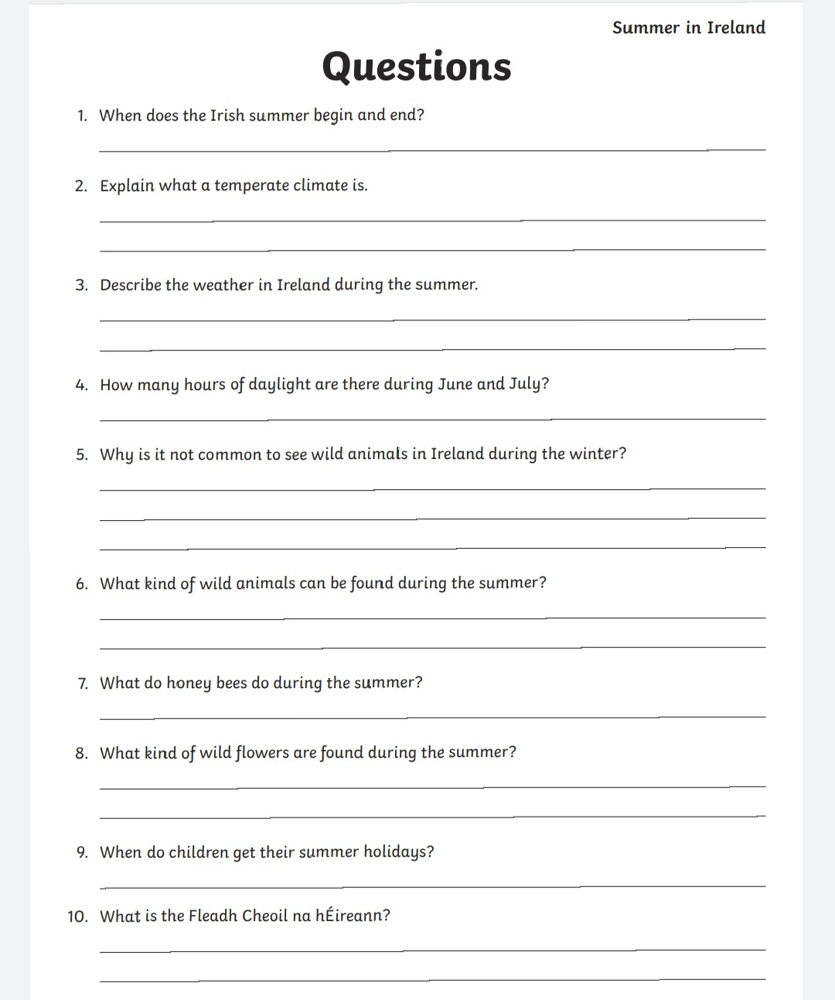 Summer in Ireland
Questions
1. When does the Irish summer begin and end?
2. Explain what a temperate climate is.
3. Describe the weather in Ireland during the summer.
4. How many hours of daylight are there during June and July?
5. Why is it not common to see wild animals in Ireland during the winter?
6. What kind of wild animals can be found during the summer?
7. What do honey bees do during the summer?
8. What kind of wild flowers are found during the summer?
9. When do children get their summer holidays?
10. What is the Fleadh Cheoil na hÉireann?